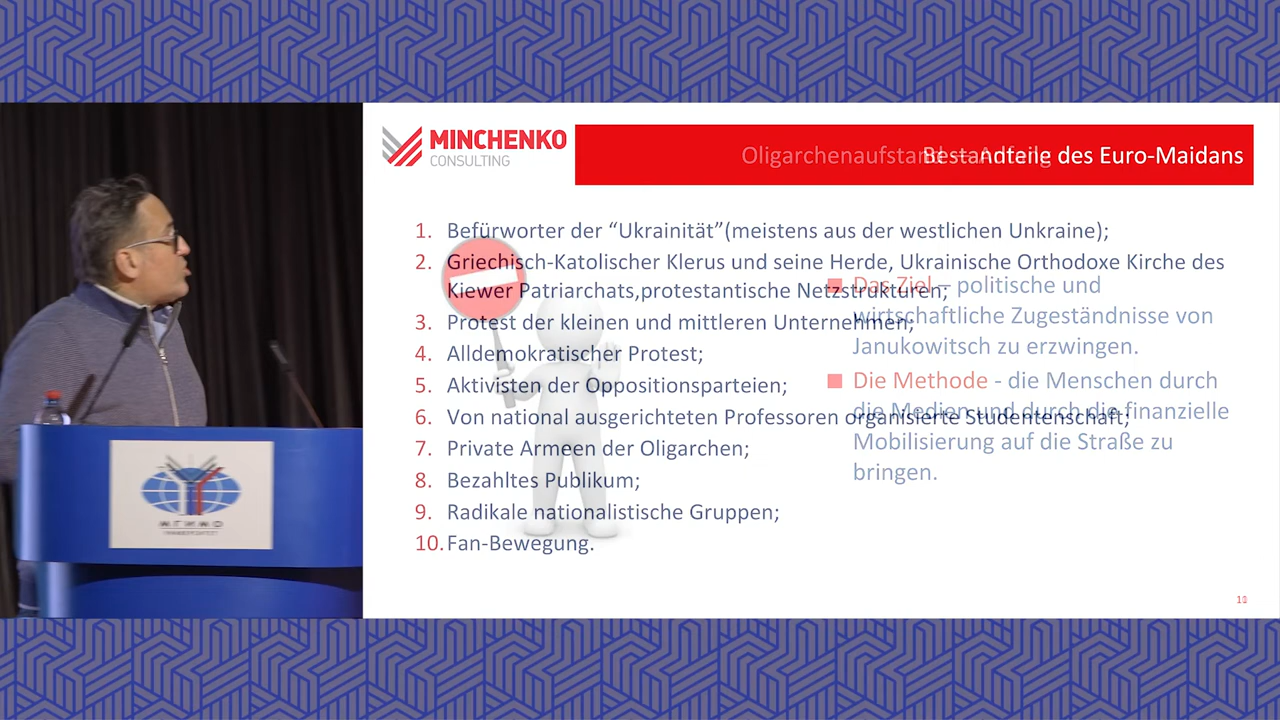 MINCHENKO
CONSULTING
Oligarchenaufstand – Anfang
Bestandteile des Euro-Maidans
1. Befürworter der “Ukrainität”(meistens aus der westlichen Unkraine);
2. Griechisch-Katolischer Klerus und seine Herde, Ukrainische Orthodoxe Kirche des
Kiewer Patriarchats,protestantische Netzstrukturen;
3. Protest der kleinen und mittleren Unternehmen;
4. Alldemokratischer Protest;
5. Aktivisten der Oppositionsparteien;
6. Von national ausgerichteten Professoren organisierte Studentenschaft;
7. Private Armeen der Oligarchen;
8. Bezahltes Publikum;
9. Radikale nationalistische Gruppen;
10. Fan-Bewegung.
Das Ziel – politische und
wirtschaftliche Zugeständnisse von
Janukowitsch zu erzwingen.
Die Methode - die Menschen durch
die Medien und durch die finanzielle
Mobilisierung auf die Straße zu
bringen.
МГИМО